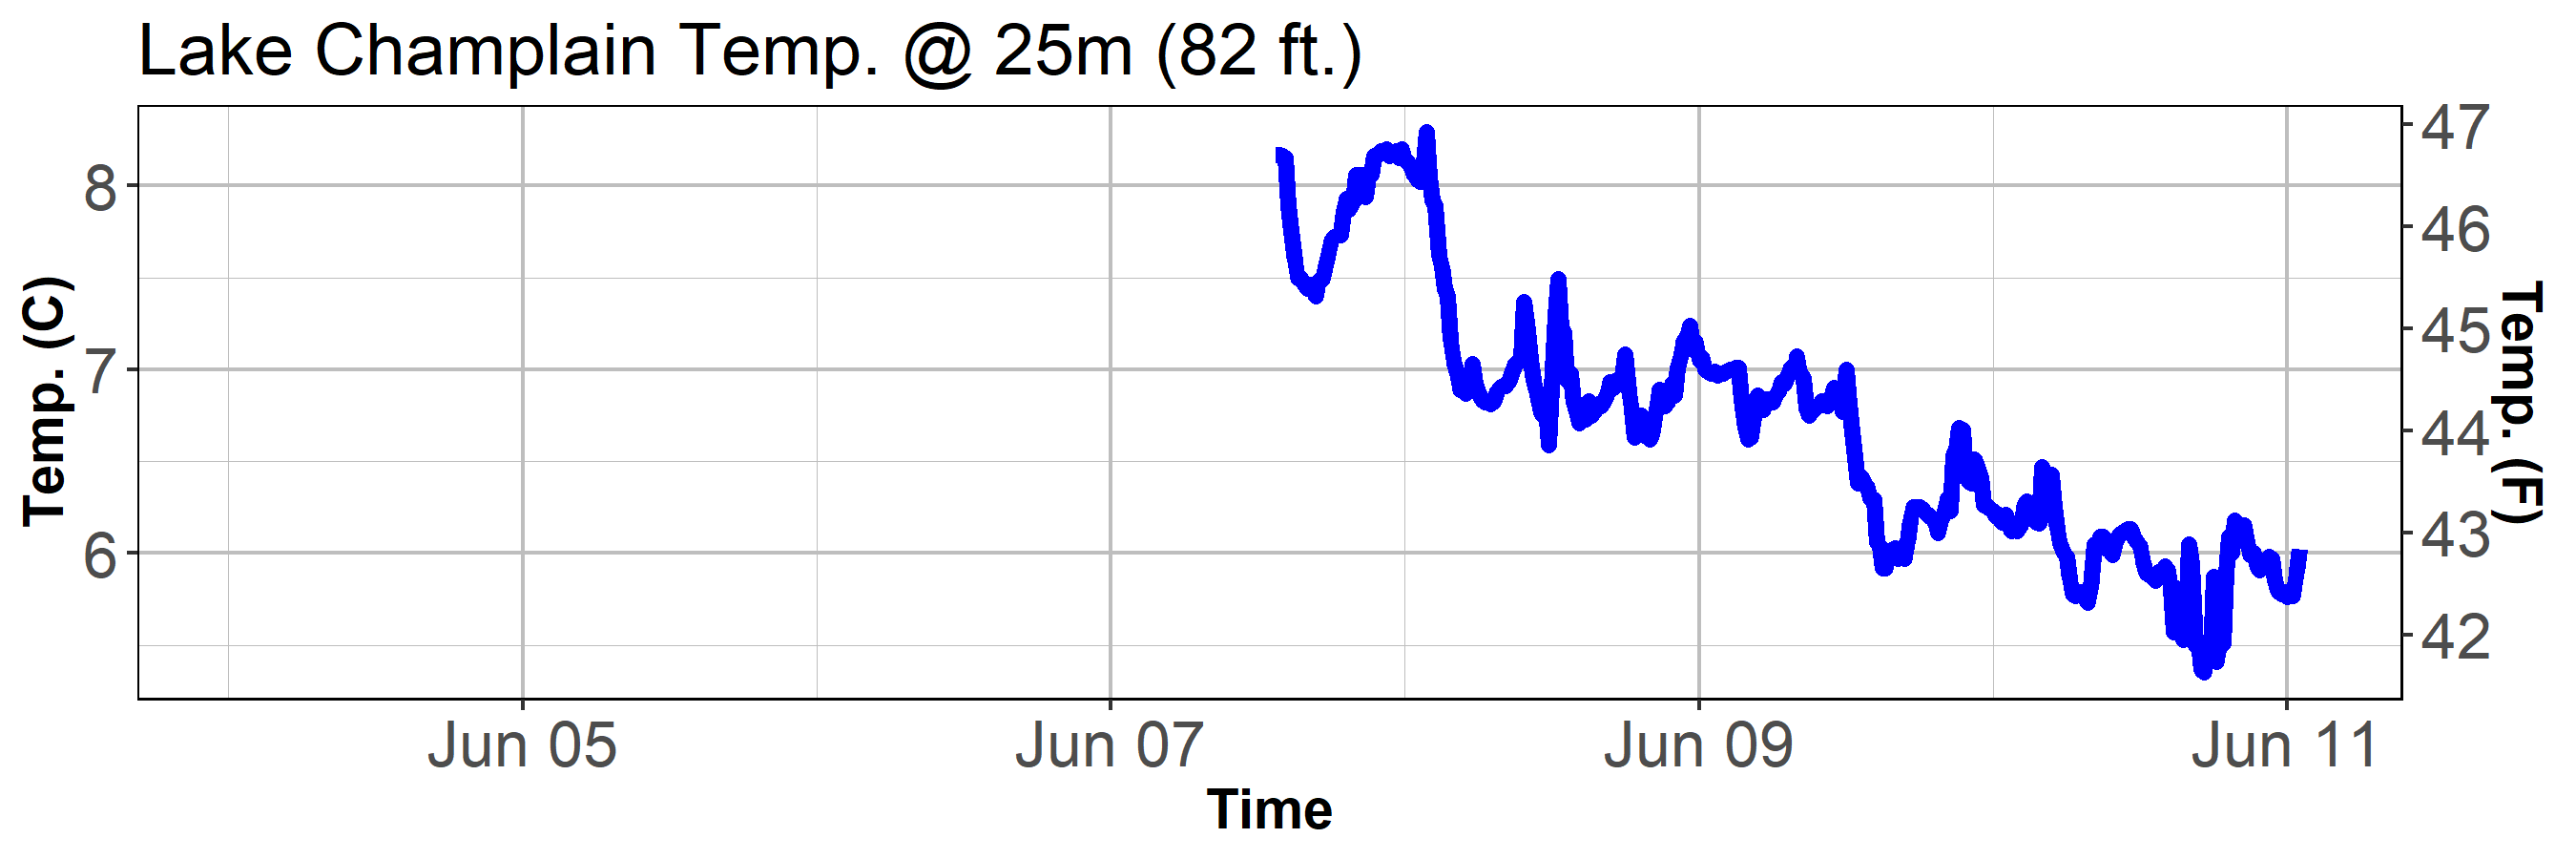 Lake Champlain Temp. @ 25m (82 ft.)
Temp. (C)
8
7
6
47
46
45
44
43
42
Temp. (F)
Jun 05 Jun 07 Jun 09 Jun 11
Time